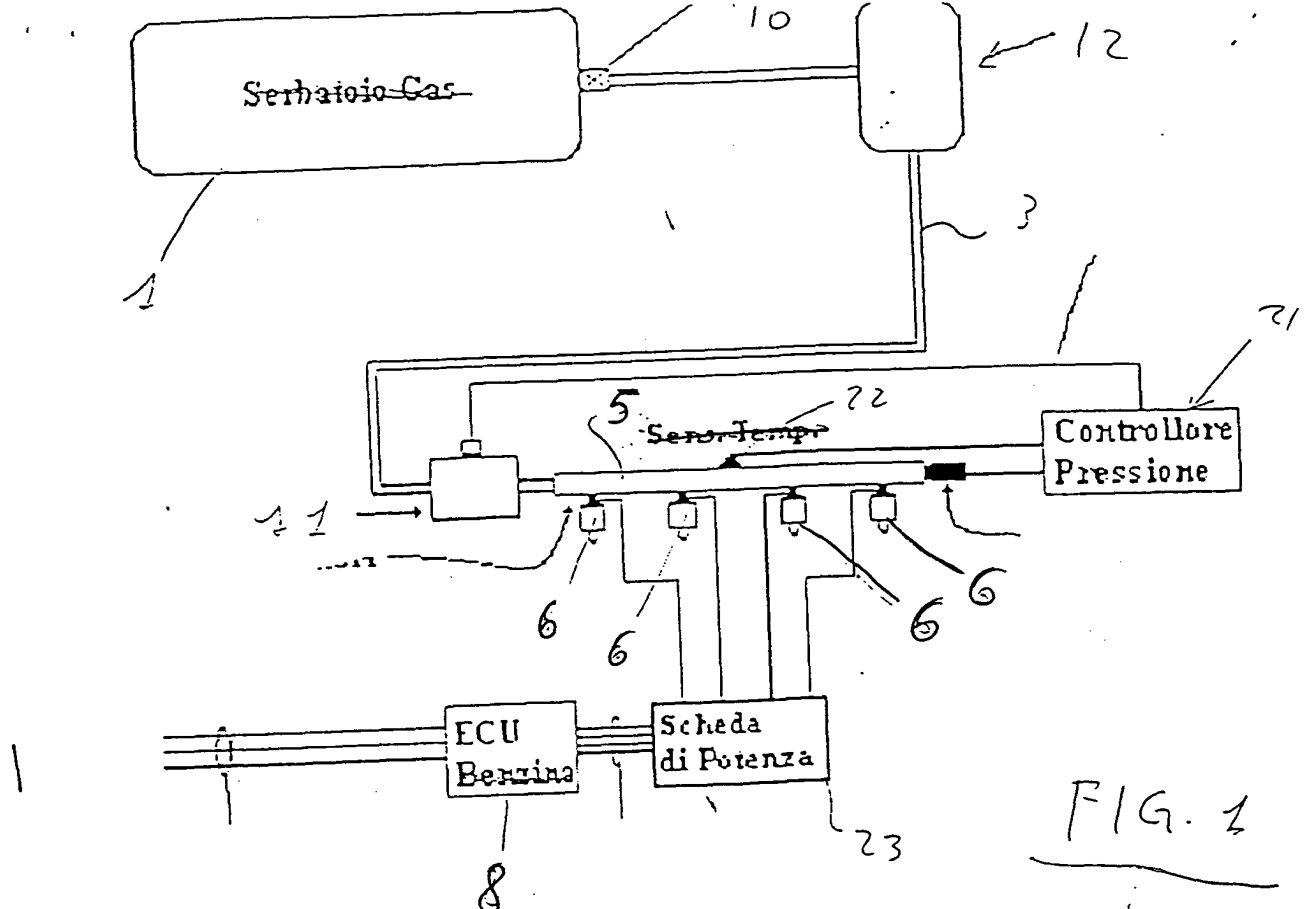 10
12
Serbatoio Gas
3
1
21
5
22
Sens. Temp.
Controllore
Pressione
11
6
6
6
6
ECU
Benzina
Scheda
di Potenza
23
8
FIG. 1